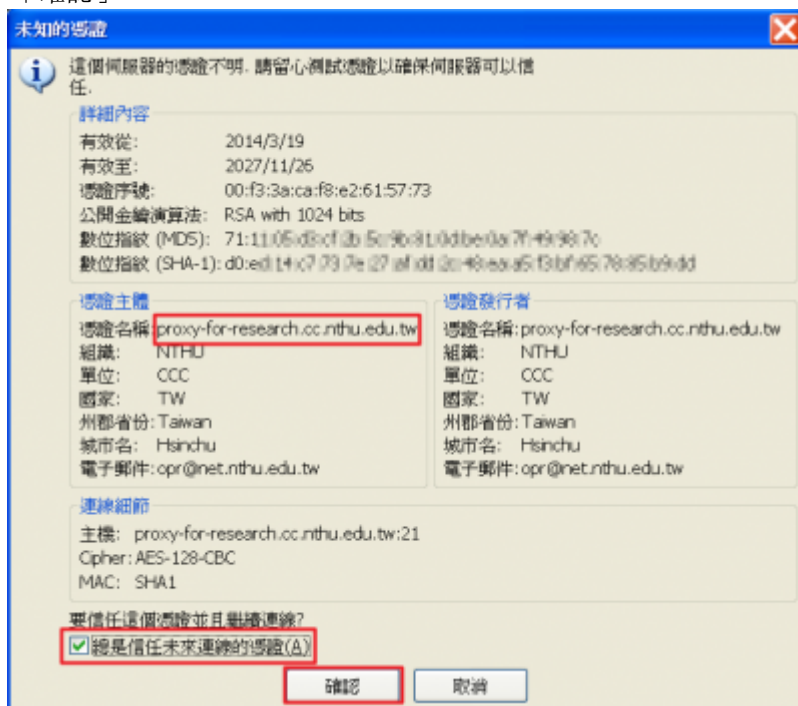 未知的憑證
這個伺服器的憑證不明. 請留心測試憑證以確保伺服器可以信
任.
詳細內容
有效從: 2014/3/19
有效至: 2027/11/26
憑證序號: 00:f3:3a:ca:f8:e2:61:57:73
公開金鑰演算法: RSA with 1024 bits
數位指紋 (MD5): 71:11:05
數位指紋 (SHA-1): d0:ed:14:c7:73:7e:27
憑證主體
憑證名稱:proxy-for-research.cc.nthu.edu.tw
組織: NTHU
單位: CCC
國家: TW
州郡省份: Taiwan
城市名: Hsinchu
電子郵件: opr@net.nthu.edu.tw
憑證發行者
憑證名稱:proxy-for-research.cc.nthu.edu.tw
組織: NTHU
單位: CCC
國家: TW
州郡省份: Taiwan
城市名: Hsinchu
電子郵件: opr@net.nthu.edu.tw
連線細節
主機: proxy-for-research.cc.nthu.edu.tw:21
Cipher: AES-128-CBC
MAC: SHA1
要信任這個憑證並且繼續連線?
總是信任未來連線的憑證(A)
確認
取消